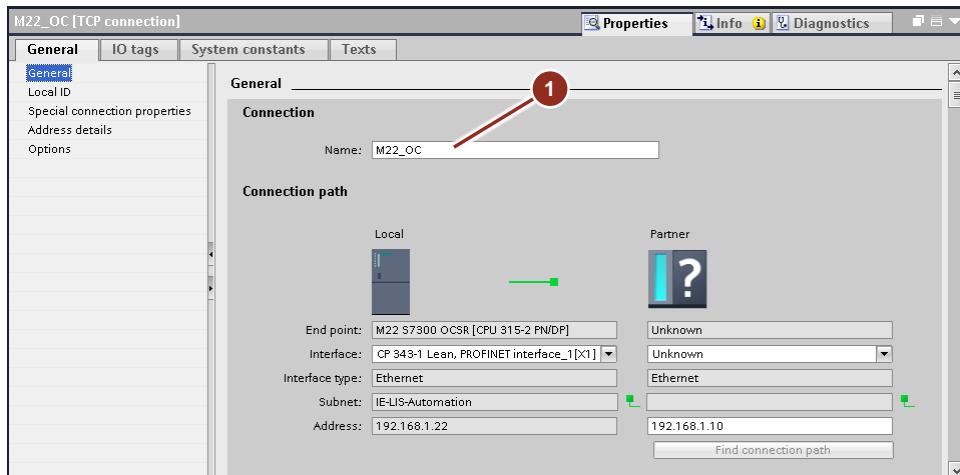 M22_OC [TCP connection]
Properties Info Diagnostics
General IO tags System constants Texts
General
Local ID
Special connection properties
Address details
Options
General
1
Connection
Name: M22_OC
Connection path
Local Partner
?
End point: M22 S7300 OCSR [CPU 315-2 PN/DP] Unknown
Interface: CP 343-1 Lean, PROFINET interface_1[X1] Unknown
Interface type: Ethernet Ethernet
Subnet: IE-LIS-Automation
Address: 192.168.1.22 192.168.1.10
Find connection path